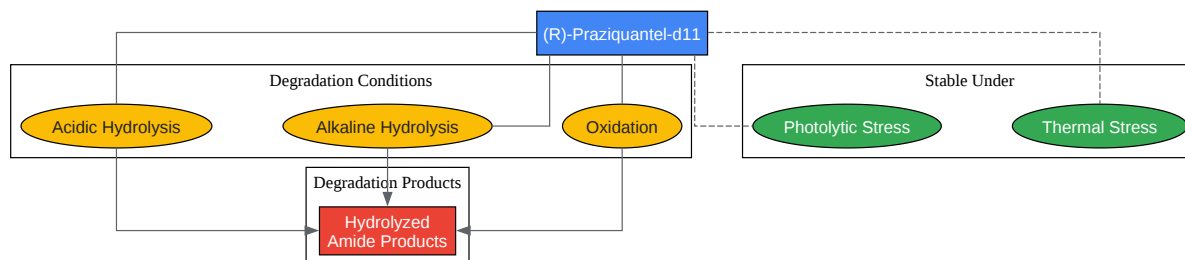 (R)-Praziquantel-d11
Degradation Conditions
Stable Under
Acidic Hydrolysis
Alkaline Hydrolysis
Oxidation
Photolytic Stress
Thermal Stress
Degradation Products
Hydrolyzed
Amide Products